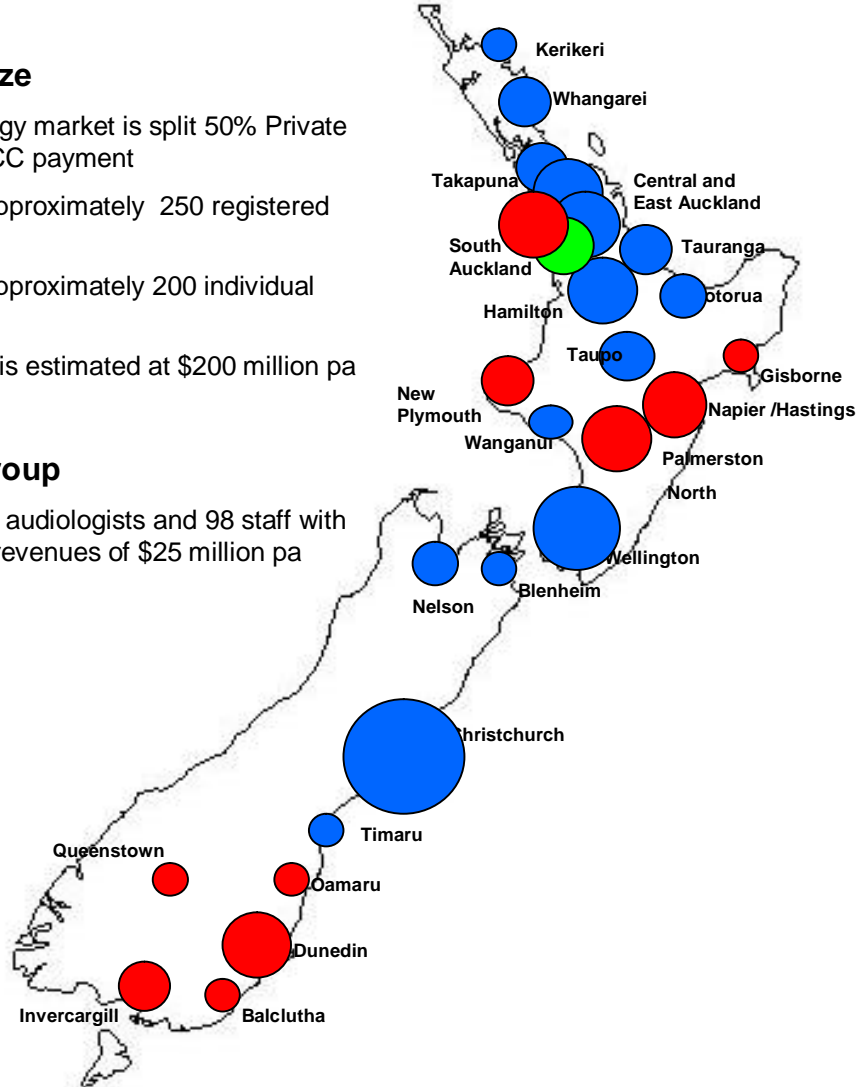 ze
gy market is split 50% Private
CC payment
pproximately 250 registered
pproximately 200 individual
is estimated at $200 million pa
roup
audiologists and 98 staff with
revenues of $25 million pa
Kerikeri
Whangarei
Takapuna
Central and
East Auckland
South
Auckland
Tauranga
Hamilton
otorua
Taupo
Gisborne
New
Plymouth
Napier /Hastings
Wanganui
Palmerston
North
Wellington
Blenheim
Nelson
hristchurch
Timaru
Queenstown
Oamaru
Dunedin
Invercargill
Balclutha